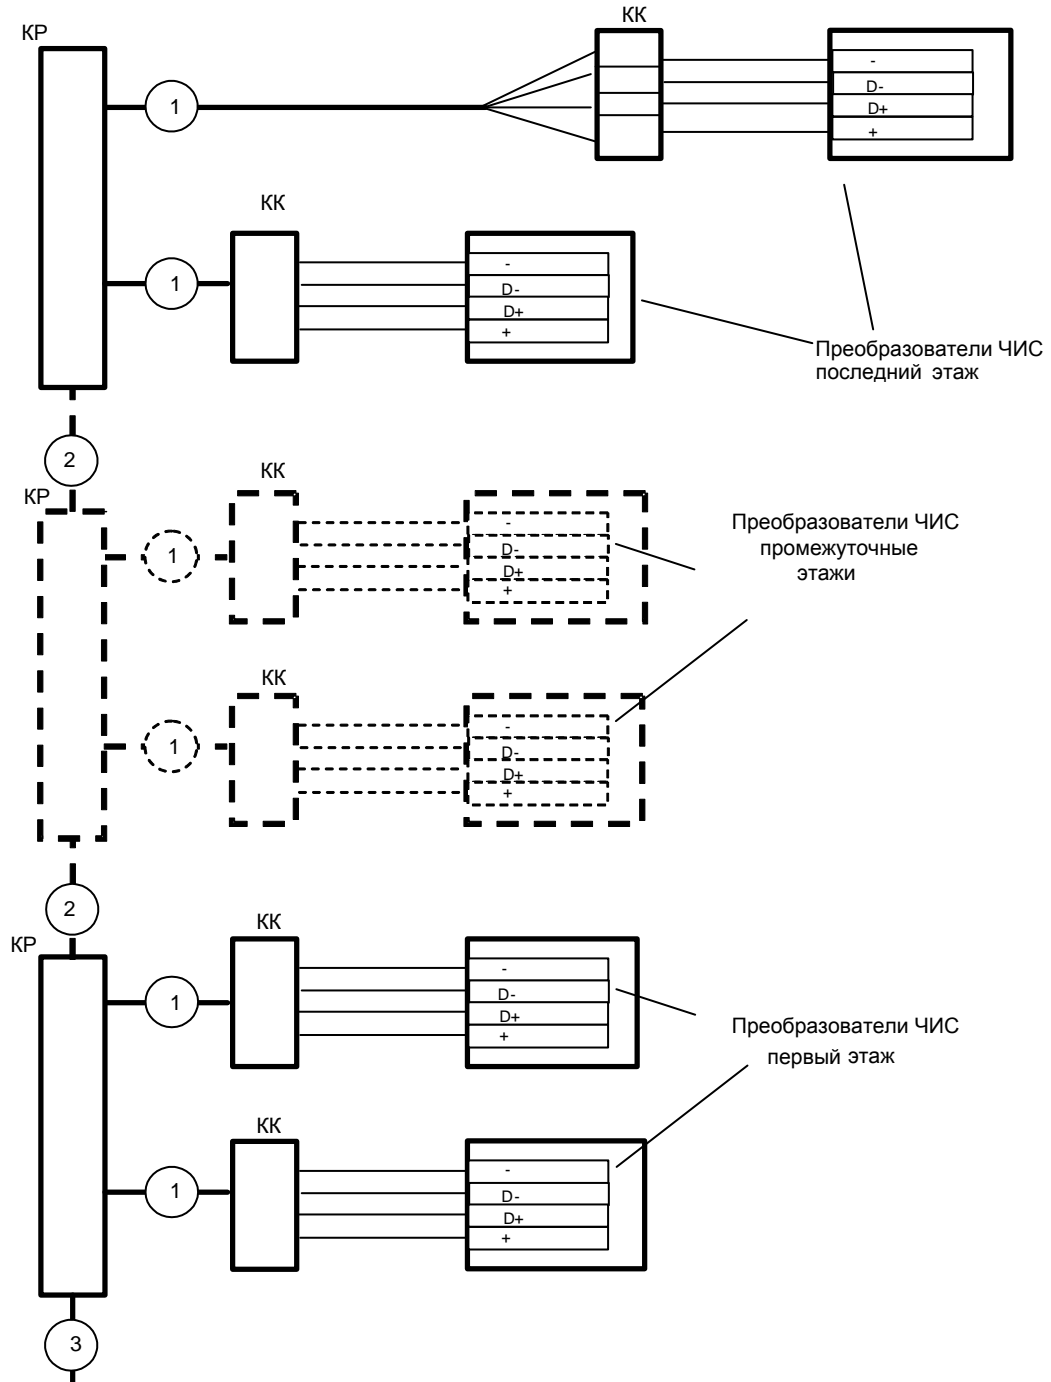 КК
КР
1
-
D-
D+
+
КК
1
-
D-
D+
+
Преобразователи ЧИС
последний этаж
2
КК
КР
1
-
D-
D+
+
Преобразователи ЧИС
промежуточные
этажи
КК
1
-
D-
D+
+
2
КК
КР
1
-
D-
D+
+
Преобразователи ЧИС
первый этаж
КК
1
-
D-
D+
+
3